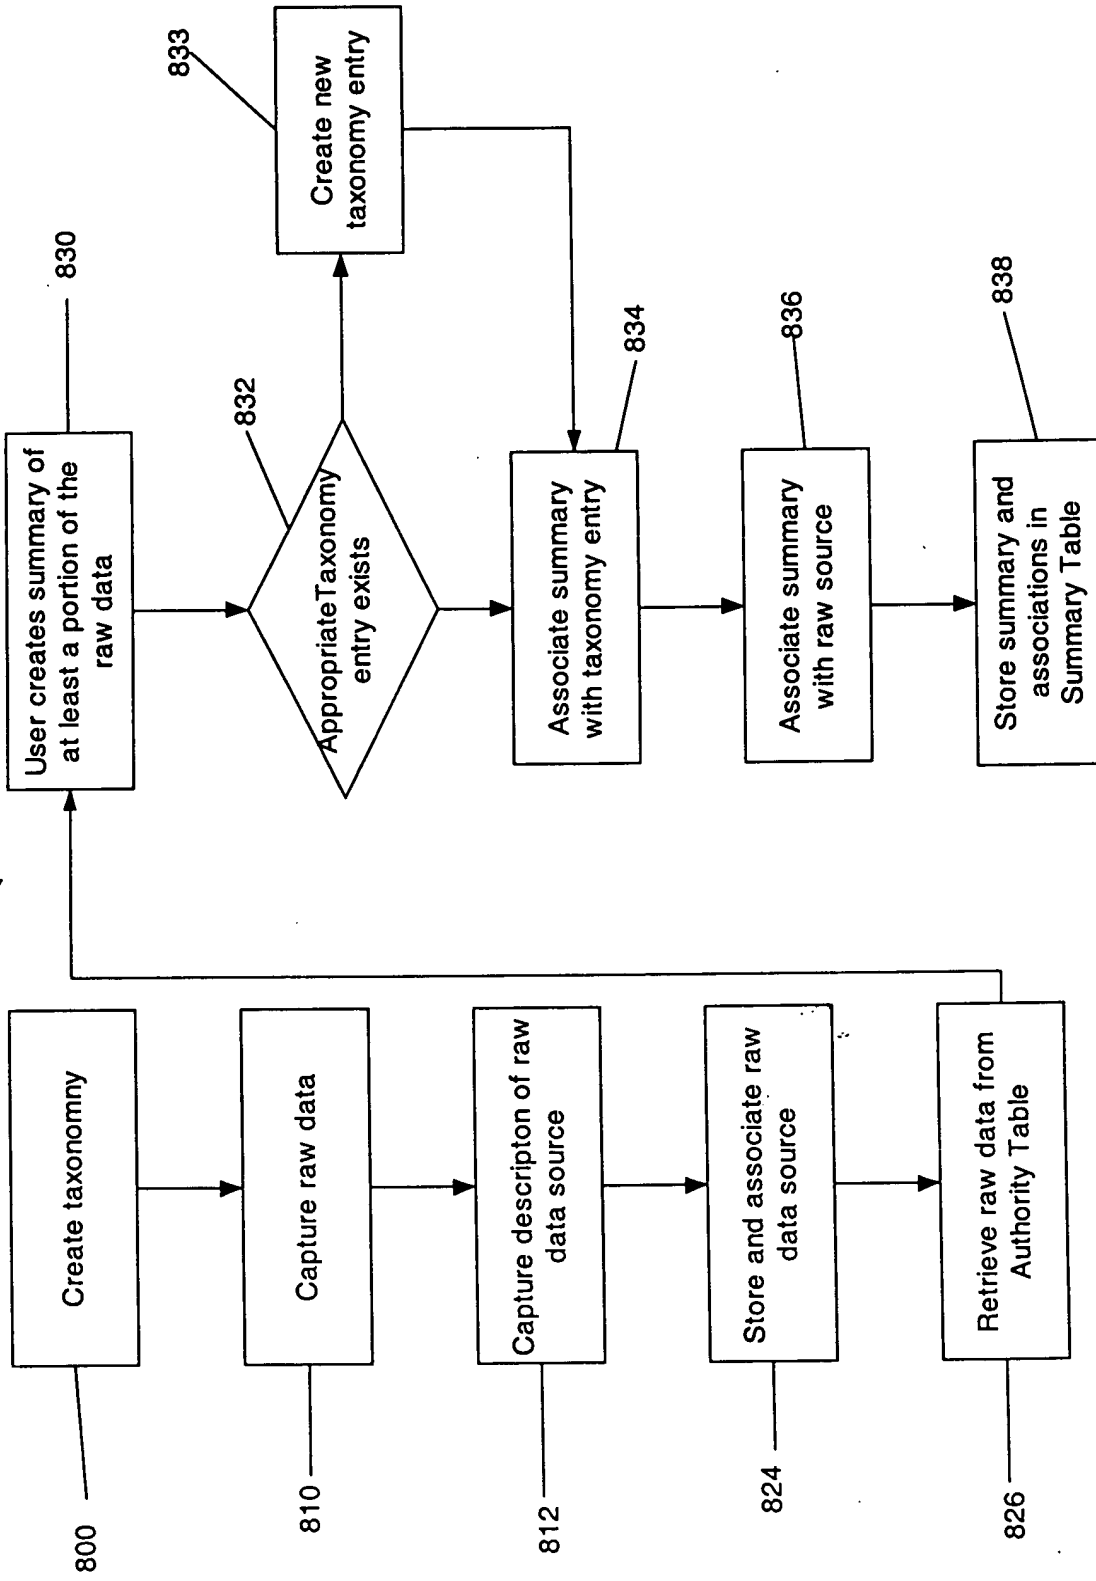 800
Create taxonomny
810
Capture raw data
812
Capture descripton of raw
data source
824
Store and associate raw
data source
826
Retrieve raw data from
Authority Table
User creates summary of
at least a portion of the
raw data
830
AppropriateTaxonomy
entry exists
832
Create new
taxonomy entry
833
Associate summary
with taxonomy entry
834
Associate summary
with raw source
836
Store summary and
associations in
Summary Table
838